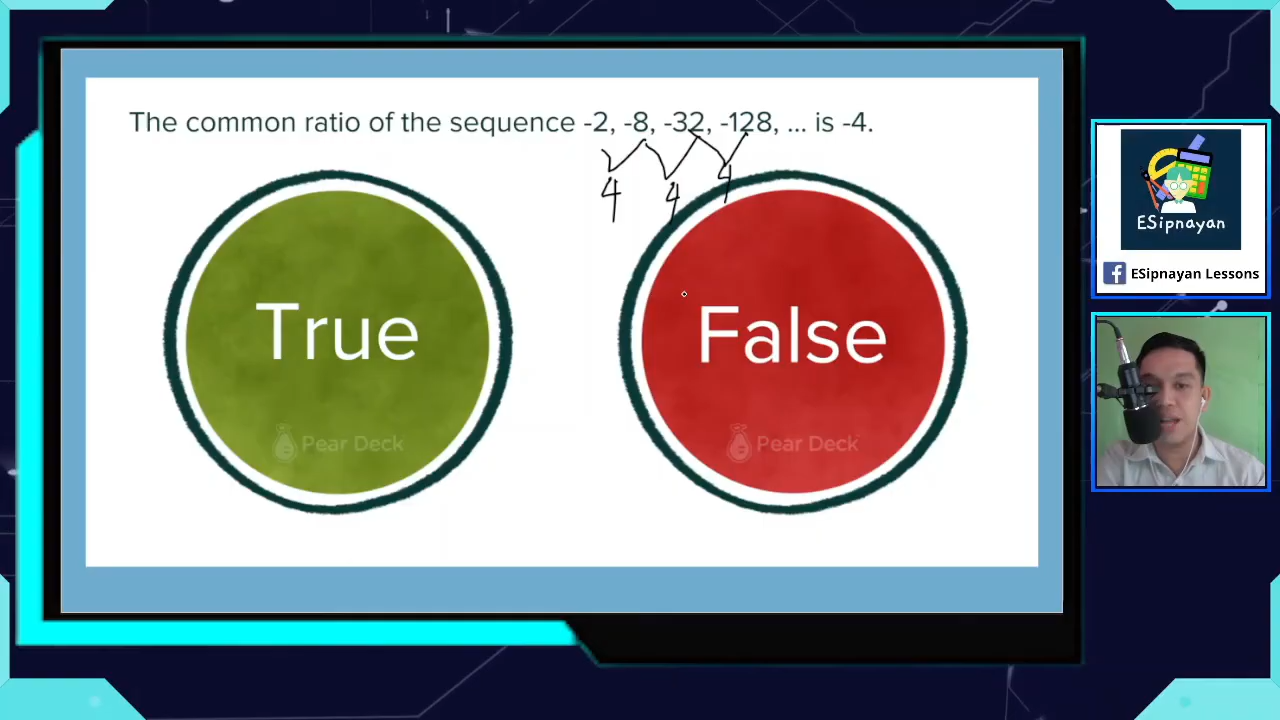 The common ratio of the sequence -2, -8, -32, -128, ... is -4.
4 4 4
True
False
Pear Deck
Pear Deck
ESipnayan
ESipnayan Lessons